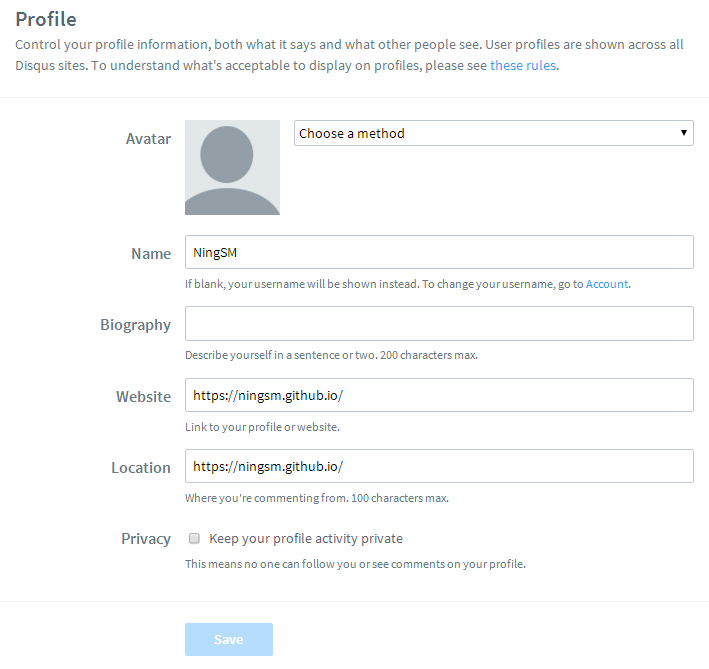 Profile
Control your profile information, both what it says and what other people see. User profiles are shown across all
Disqus sites. To understand what's acceptable to display on profiles, please see these rules.
Avatar
Choose a method
Name
NingSM
If blank, your username will be shown instead. To change your username, go to Account.
Biography
Describe yourself in a sentence or two. 200 characters max.
Website
https://ningsm.github.io/
Link to your profile or website.
Location
https://ningsm.github.io/
Where you're commenting from. 100 characters max.
Privacy
Keep your profile activity private
This means no one can follow you or see comments on your profile.
Save